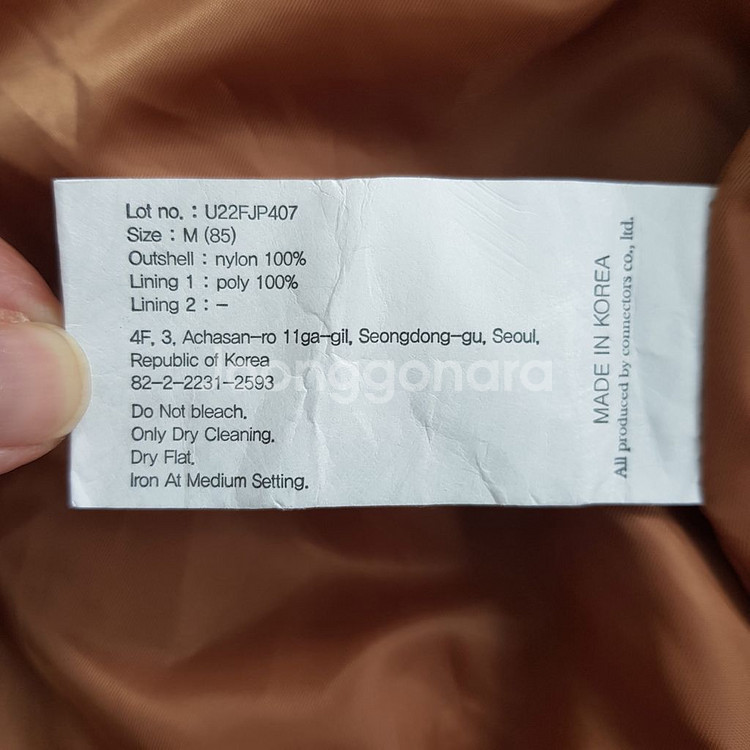 Lot no. : U22FJP407
Size : M (85)
Outshell : nylon 100%
Lining 1 : poly 100%
Lining 2 : –
4F, 3, Achasan-ro 11ga-gil, Seongdong-gu, Seoul,
Republic of Korea
82-2-2231-2593
Do Not bleach.
Only Dry Cleaning.
Dry Flat.
Iron At Medium Setting.
MADE IN KOREA
All produced by connectors co., ltd.
joonggonara